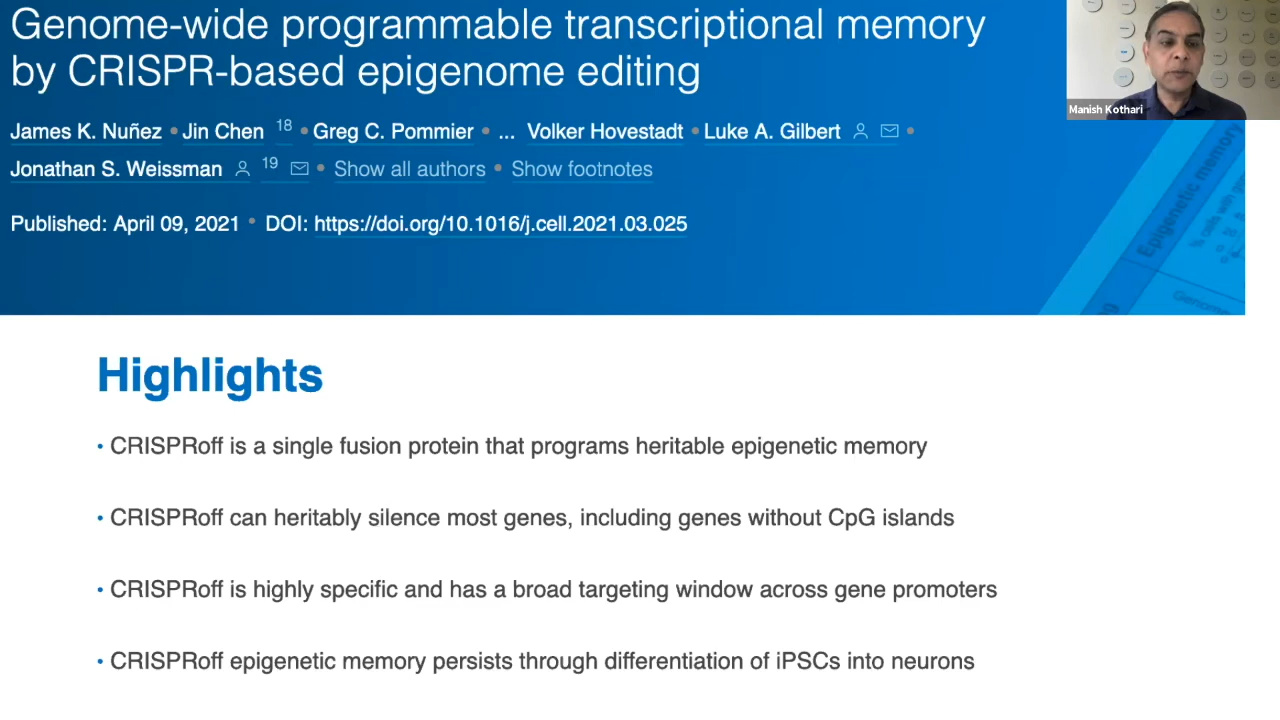 Genome-wide programmable transcriptional memory
by CRISPR-based epigenome editing
Manish Kothari
James K. Nuñez • Jin Chen 18 • Greg C. Pommier • ... Volker Hovestadt • Luke A. Gilbert •
Jonathan S. Weissman 19 • Show all authors • Show footnotes
Published: April 09, 2021 • DOI: https://doi.org/10.1016/j.cell.2021.03.025
Epigenetic memory
Highlights
• CRISPRoff is a single fusion protein that programs heritable epigenetic memory
• CRISPRoff can heritably silence most genes, including genes without CpG islands
• CRISPRoff is highly specific and has a broad targeting window across gene promoters
• CRISPRoff epigenetic memory persists through differentiation of iPSCs into neurons